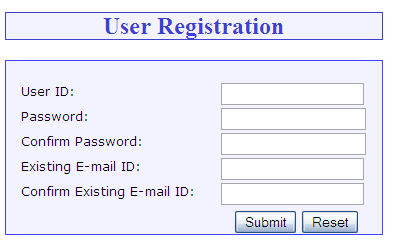 User Registration
User ID:
Password:
Confirm Password:
Existing E-mail ID:
Confirm Existing E-mail ID:
Submit Reset